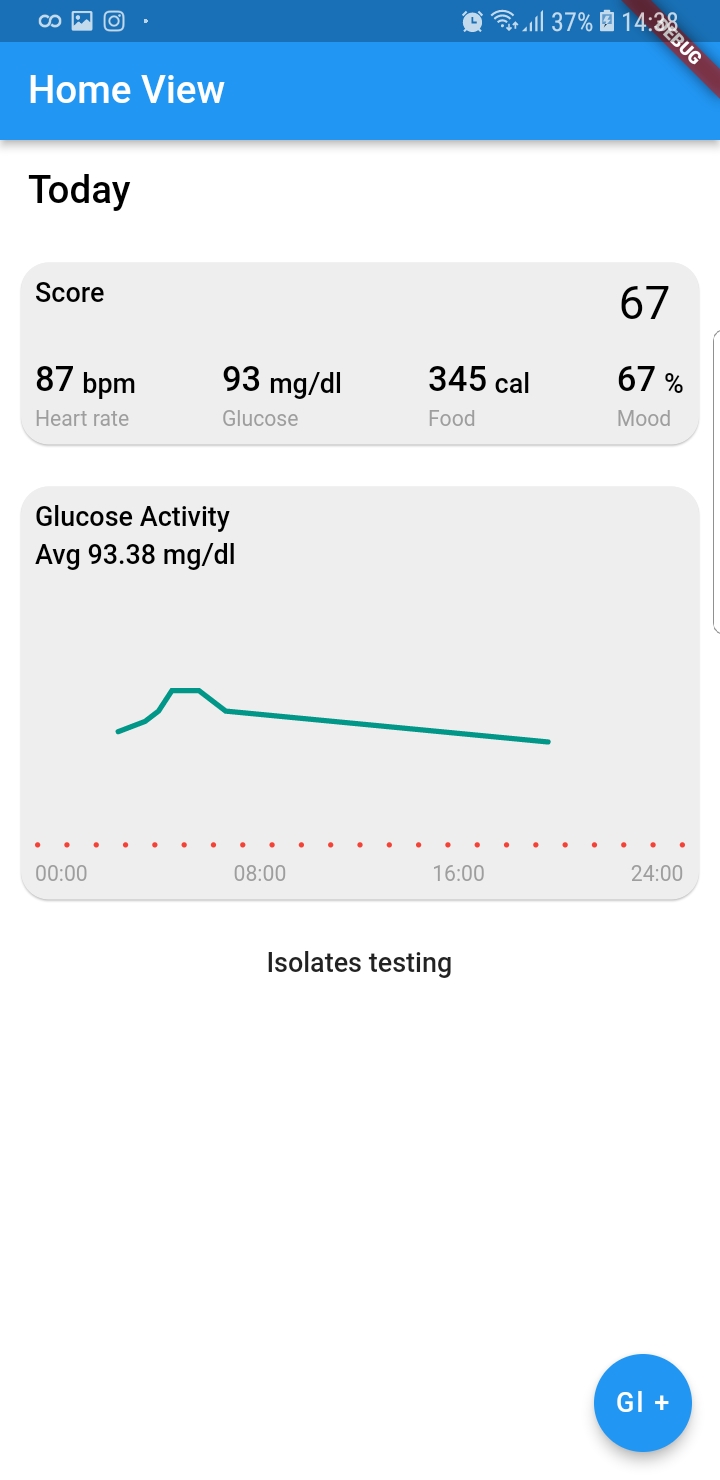 37% 14:38
DEBUG
Home View
Today
Score 67
87 bpm 93 mg/dl 345 cal 67 %
Heart rate Glucose Food Mood
Glucose Activity
Avg 93.38 mg/dl
00:00 08:00 16:00 24:00
Isolates testing
Gl +